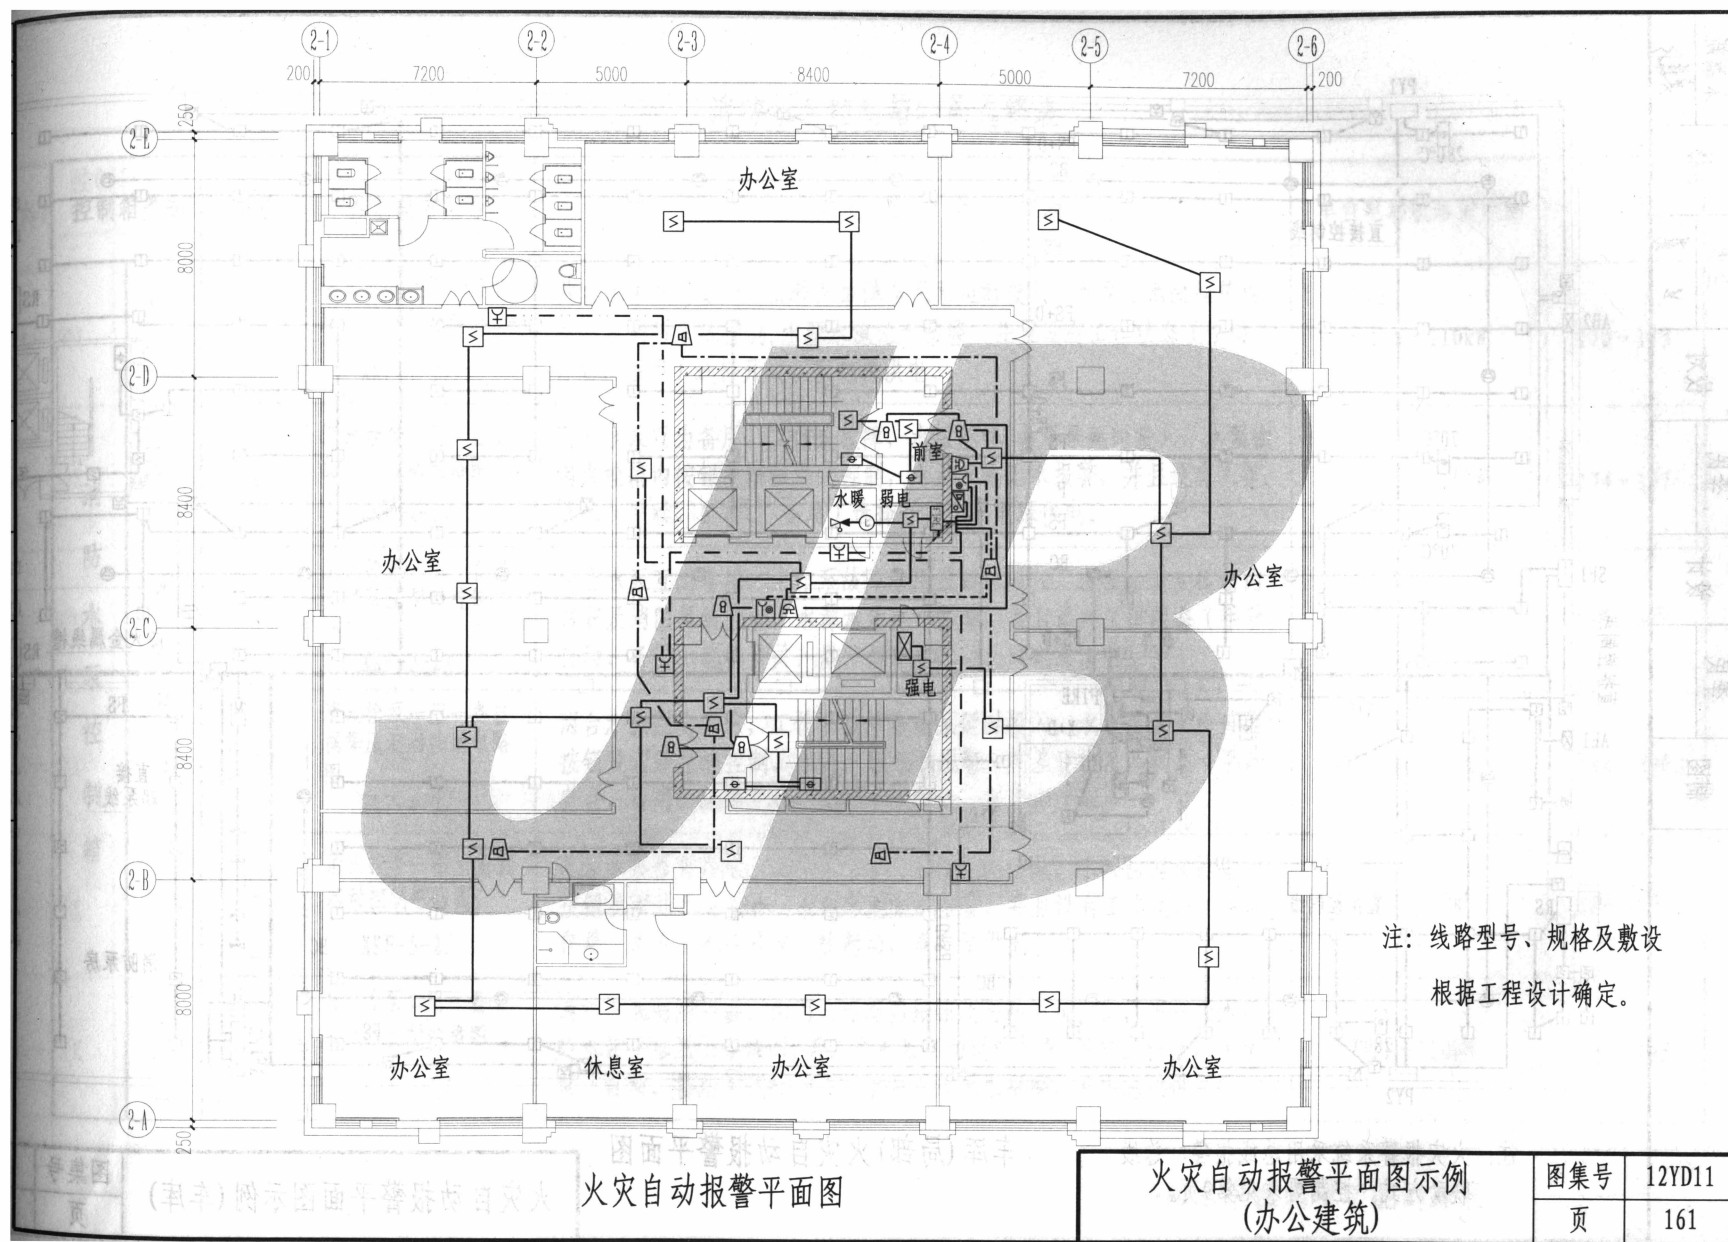 2-1 2-2 2-3 2-4 2-5 2-6
200 7200 5000 8400 5000 7200 200
250
2-E
办公室
8000
2-D
前室
水暖 弱电
8400
办公室
办公室
2-C
强电
8400
2-B
注：线路型号、规格及敷设
根据工程设计确定。
8000
办公室 休息室 办公室 办公室
2-A
250
火灾自动报警平面图
火灾自动报警平面图示例
(办公建筑)
图集号 12YD11
页 161
JB